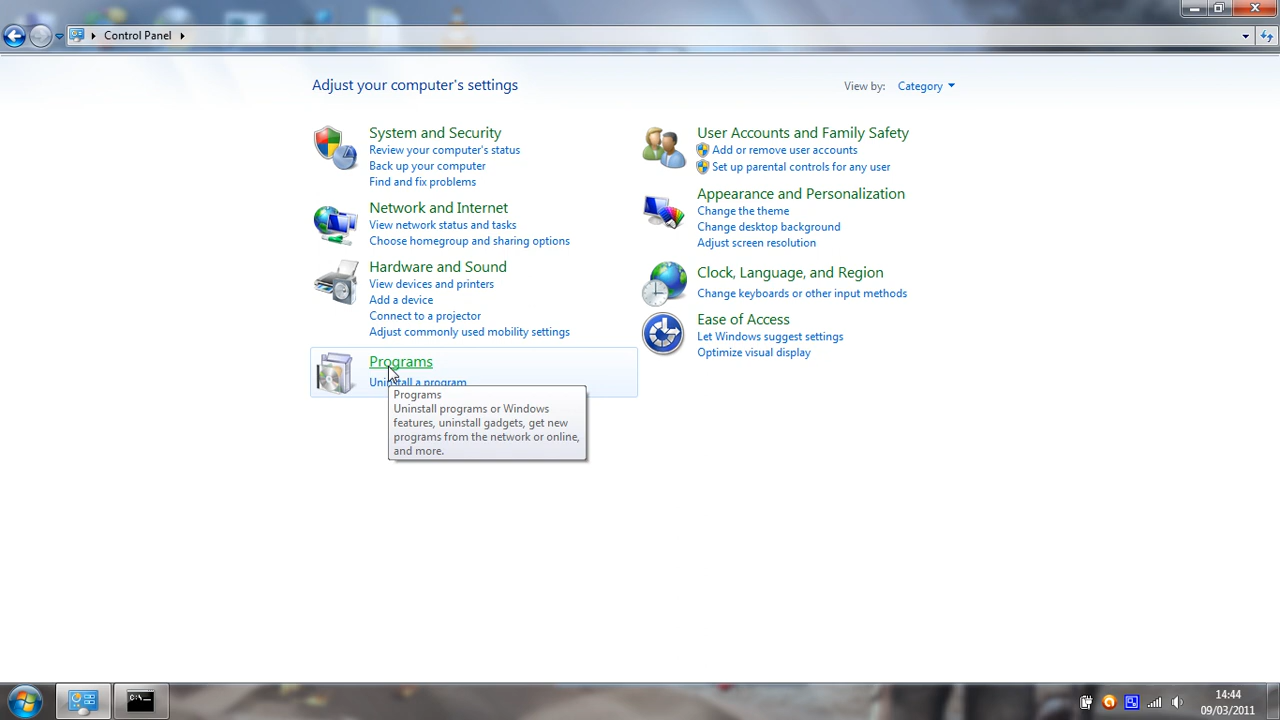 Control Panel
Adjust your computer's settings
View by: Category
System and Security
Review your computer's status
Back up your computer
Find and fix problems
Network and Internet
View network status and tasks
Choose homegroup and sharing options
Hardware and Sound
View devices and printers
Add a device
Connect to a projector
Adjust commonly used mobility settings
Programs
Uninstall a program
Programs
Uninstall programs or Windows
features, uninstall gadgets, get new
programs from the network or online,
and more.
User Accounts and Family Safety
Add or remove user accounts
Set up parental controls for any user
Appearance and Personalization
Change the theme
Change desktop background
Adjust screen resolution
Clock, Language, and Region
Change keyboards or other input methods
Ease of Access
Let Windows suggest settings
Optimize visual display
C:\_
14:44
09/03/2011